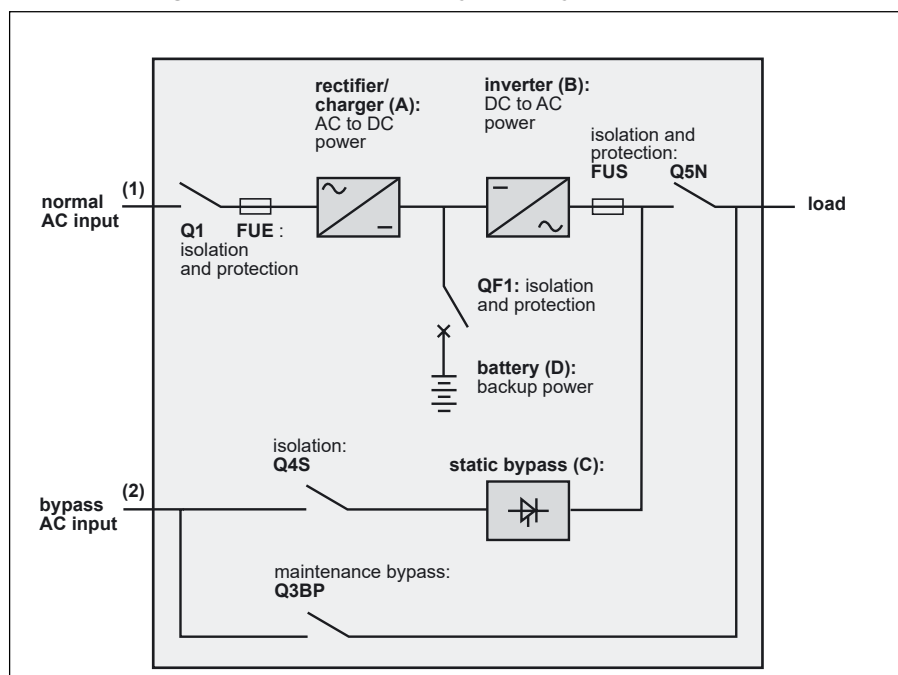 rectifier/
charger (A):
AC to DC
power
inverter (B):
DC to AC
power
isolation and
protection:
FUS Q5N
normal
AC input
(1)
load
Q1 FUE :
isolation
and protection
QF1: isolation
and protection
battery (D):
backup power
isolation:
Q4S
static bypass (C):
bypass
AC input
(2)
maintenance bypass:
Q3BP